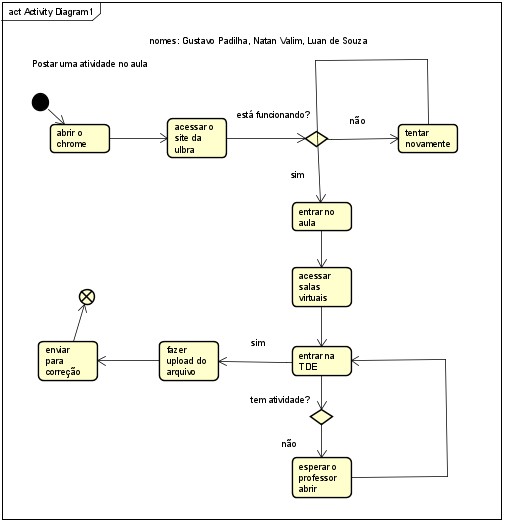 act Activity Diagram1
nomes: Gustavo Padilha, Natan Valim, Luan de Souza
Postar uma atividade no aula
abrir o
chrome
acessar o
site da
ulbra
está funcionando?
não
tentar
novamente
sim
entrar no
aula
acessar
salas
virtuais
entrar na
TDE
sim
fazer
upload do
arquivo
enviar
para
correção
tem atividade?
não
esperar o
professor
abrir